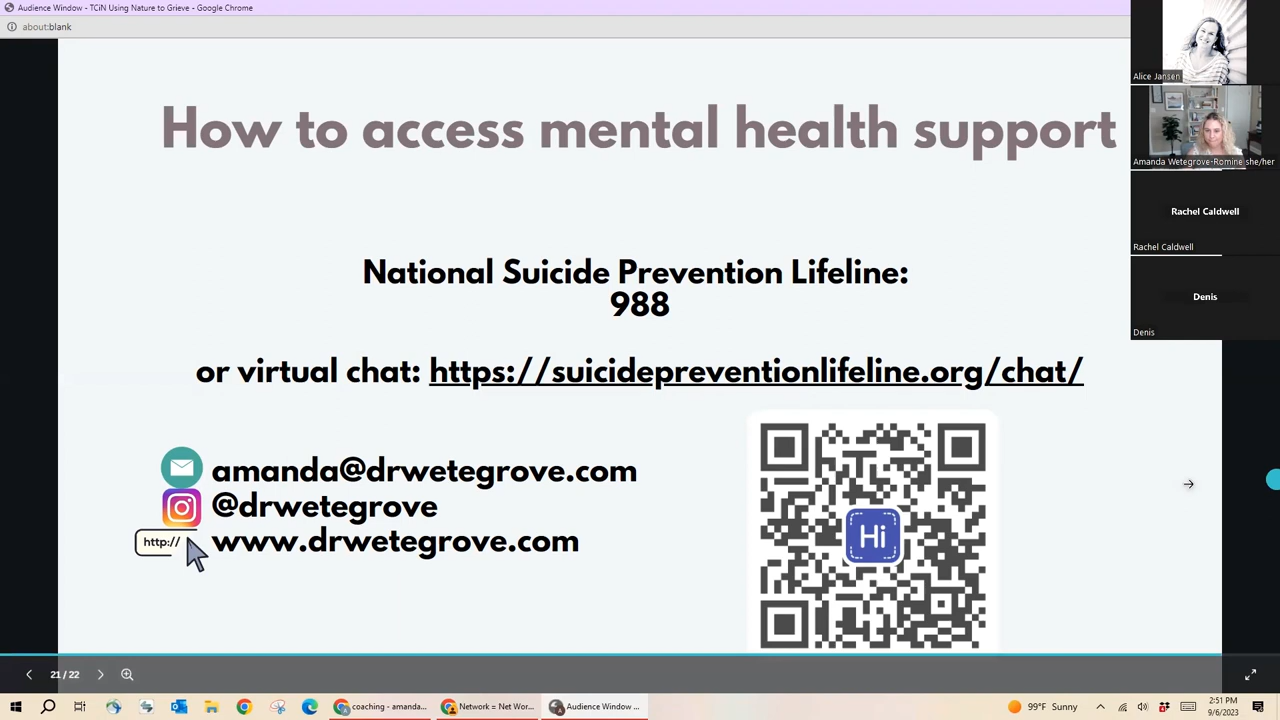 Audience Window - TCiN Using Nature to Grieve - Google Chrome
about:blank
How to access mental health support
National Suicide Prevention Lifeline:
988
or virtual chat: https://suicidepreventionlifeline.org/chat/
amanda@drwetegrove.com
@drwetegrove
http://
www.drwetegrove.com
Hi
Alice Jansen
Amanda Wetegrove-Romine she/her
Rachel Caldwell
Rachel Caldwell
Denis
Denis
21 / 22
coaching - amanda...
Network = Net Wor...
Audience Window ...
99°F Sunny
2:51 PM
9/6/2023